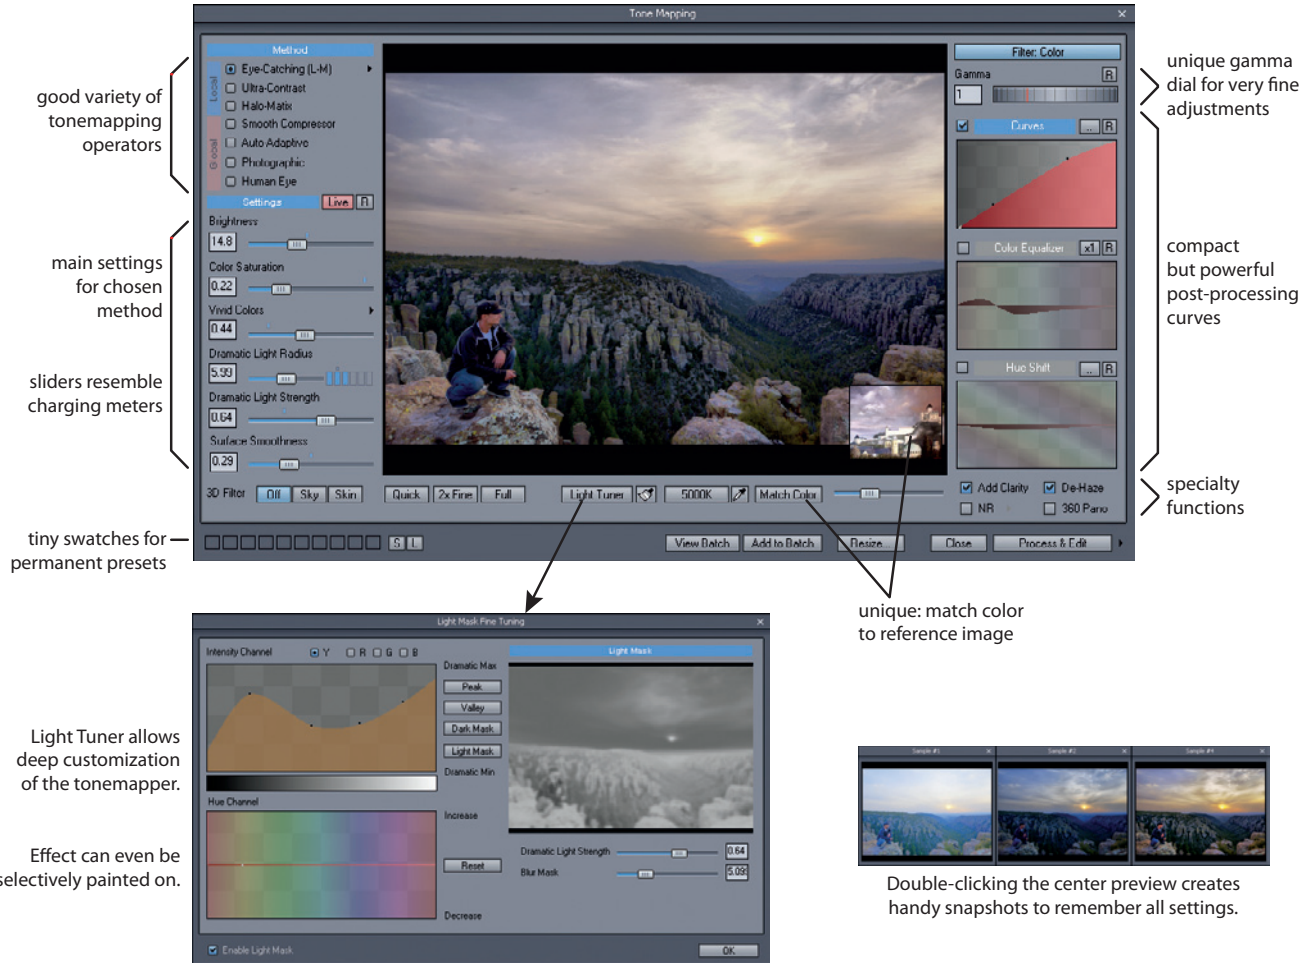 Tone Mapping
good variety of
tonemapping
operators
main settings
for chosen
method
sliders resemble
charging meters
tiny swatches for
permanent presets
Method
Local
Global
Eye-Catching (L-M)
Ultra-Contrast
Halo-Matix
Smooth Compressor
Auto Adaptive
Photographic
Human Eye
Settings Live R
Brightness
14.8
Color Saturation
0.22
Vivid Colors
0.44
Dramatic Light Radius
5.99
Dramatic Light Strength
0.64
Surface Smoothness
0.29
3D Filter Off Sky Skin Quick 2x Fine Full Light Tuner 5000K Match Color
S L View Batch Add to Batch Resize... Close Process & Edit
Filter: Color
Gamma R
1
Curves ... R
Color Equalizer x1 R
Hue Shift ... R
Add Clarity De-Haze
NR 360 Pano
unique gamma
dial for very fine
adjustments
compact
but powerful
post-processing
curves
specialty
functions
unique: match color
to reference image
Light Tuner allows
deep customization
of the tonemapper.
Effect can even be
selectively painted on.
Light Mask Fine Tuning
Intensity Channel Y R G B
Dramatic Max
Peak
Valley
Dark Mask
Light Mask
Dramatic Min
Hue Channel
Increase
Reset
Decrease
Light Mask
Dramatic Light Strength 0.64
Blur Mask 5.09
Enable Light Mask OK
Sample #1 Sample #2 Sample #4
Double-clicking the center preview creates
handy snapshots to remember all settings.